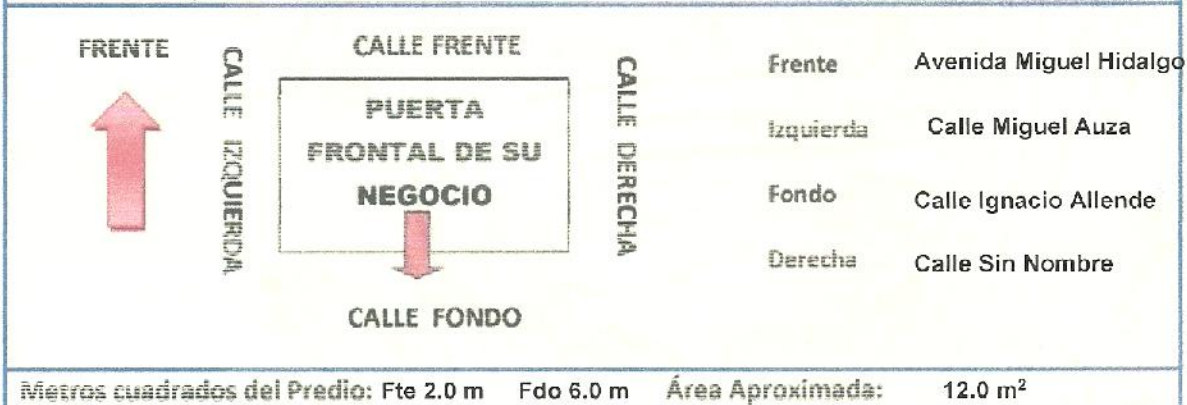 FRENTE
CALLE IZQUIERDA
CALLE FRENTE
PUERTA
FRONTAL DE SU
NEGOCIO
CALLE DERECHA
CALLE FONDO
Frente Avenida Miguel Hidalgo
Izquierda Calle Miguel Auza
Fondo Calle Ignacio Allende
Derecha Calle Sin Nombre
Metros cuadrados del Predio: Fte 2.0 m Fdo 6.0 m Área Aproximada: 12.0 m²